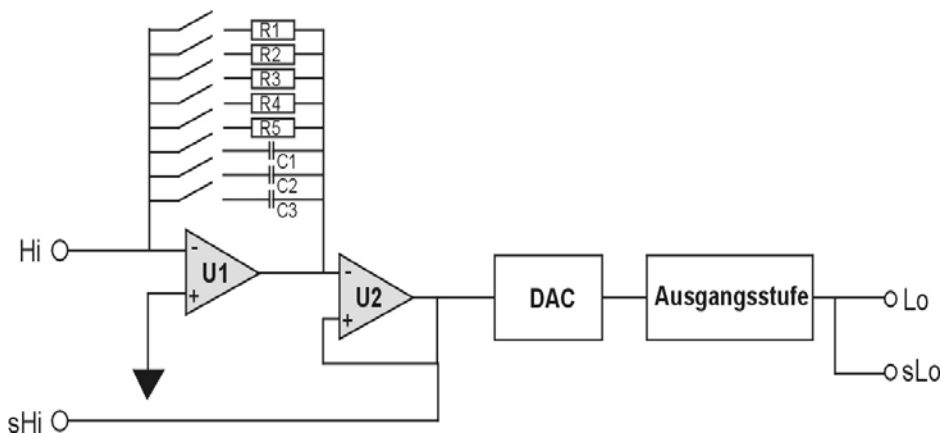 R1
R2
R3
R4
R5
C1
C2
C3
Hi
-
U1
+
-
U2
+
DAC
Ausgangsstufe
Lo
sLo
sHi